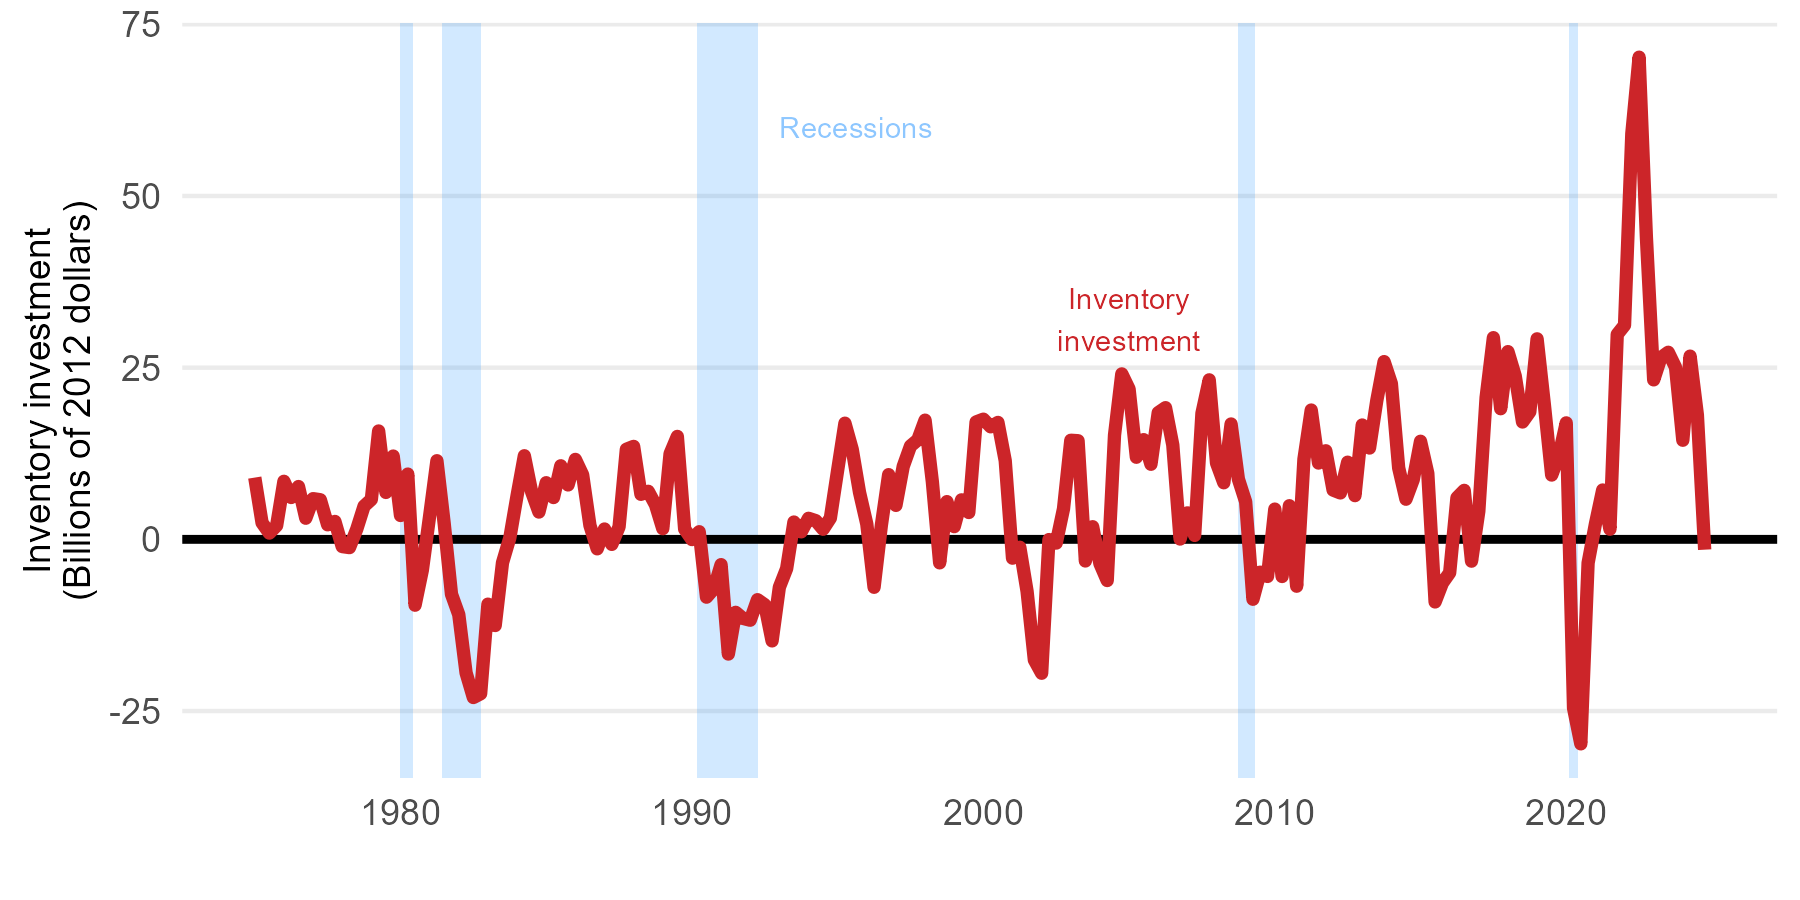 75
50
25
0
-25
Inventory investment
(Billions of 2012 dollars)
Recessions
Inventory
investment
1980
1990
2000
2010
2020